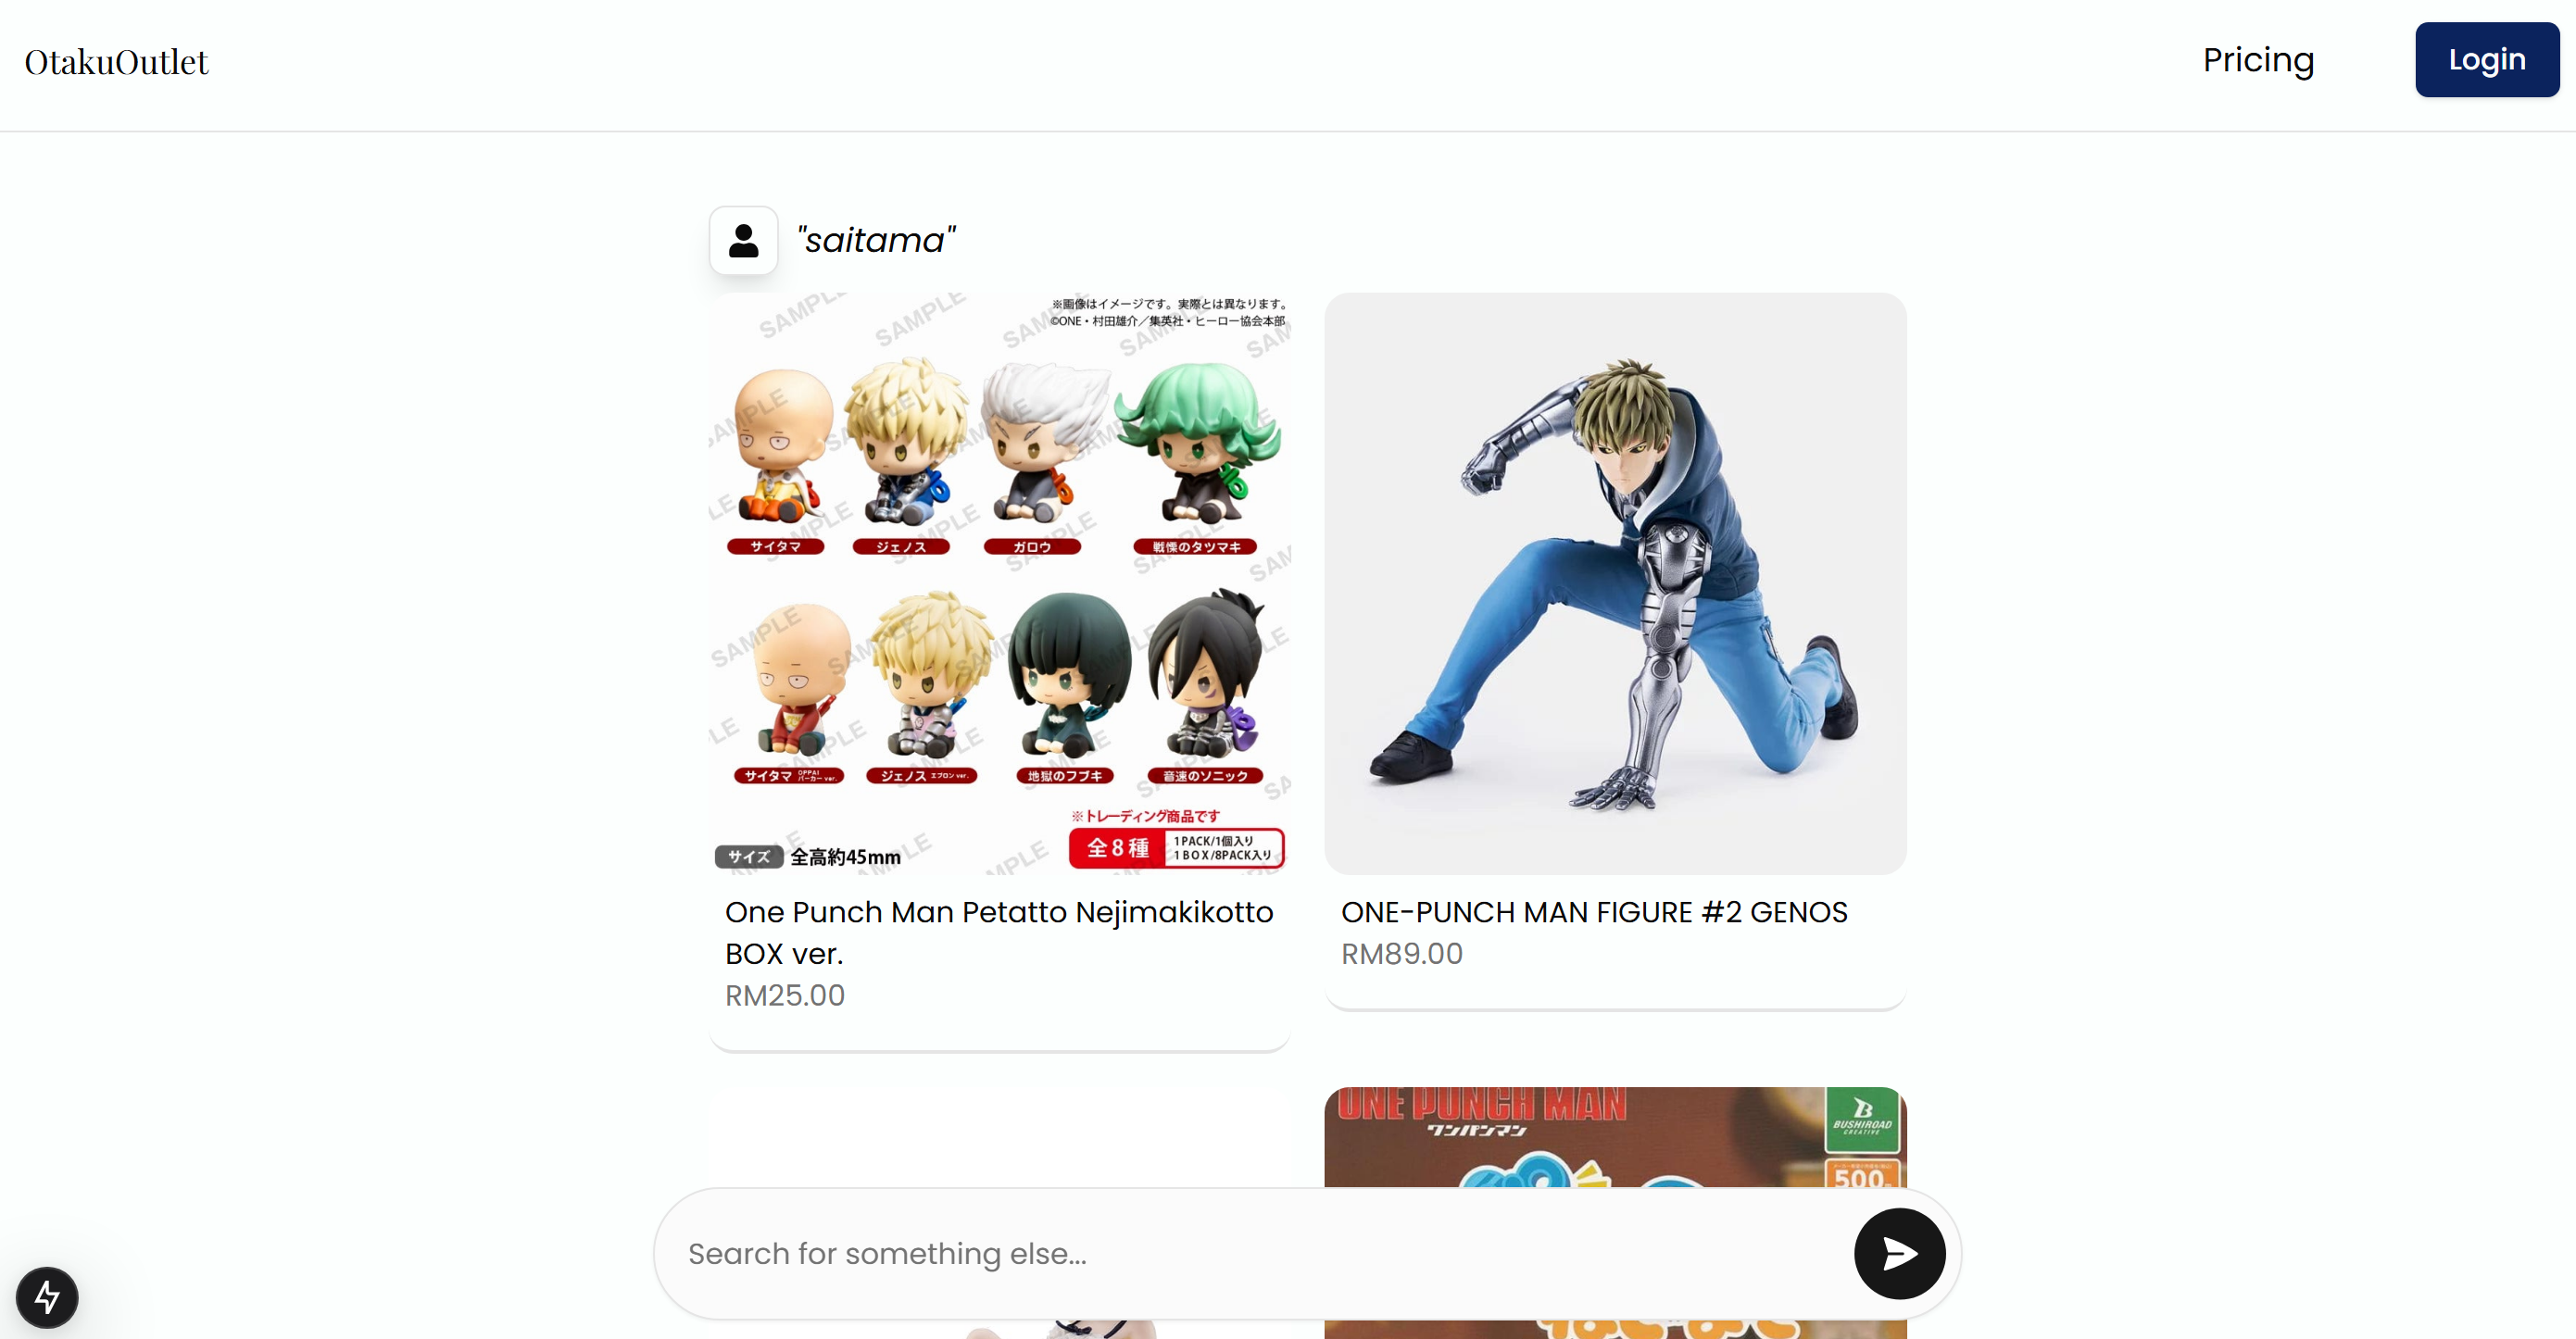 OtakuOutlet
Pricing
Login
"saitama"
※画像はイメージです。実際とは異なります。
©ONE・村田雄介／集英社・ヒーロー協会本部
SAMPLE
サイタマ
ジェノス
ガロウ
戦慄のタツマキ
サイタマ OPPAI パーカー ver.
ジェノス エプロン ver.
地獄のフブキ
音速のソニック
※トレーディング商品です
サイズ 全高約45mm
全8種
1PACK/1個入り
1BOX/8PACK入り
One Punch Man Petatto Nejimakikotto
BOX ver.
RM25.00
ONE-PUNCH MAN FIGURE #2 GENOS
RM89.00
ONE PUNCH MAN
ワンパンマン
BUSHIROAD
CREATIVE
500
Search for something else...